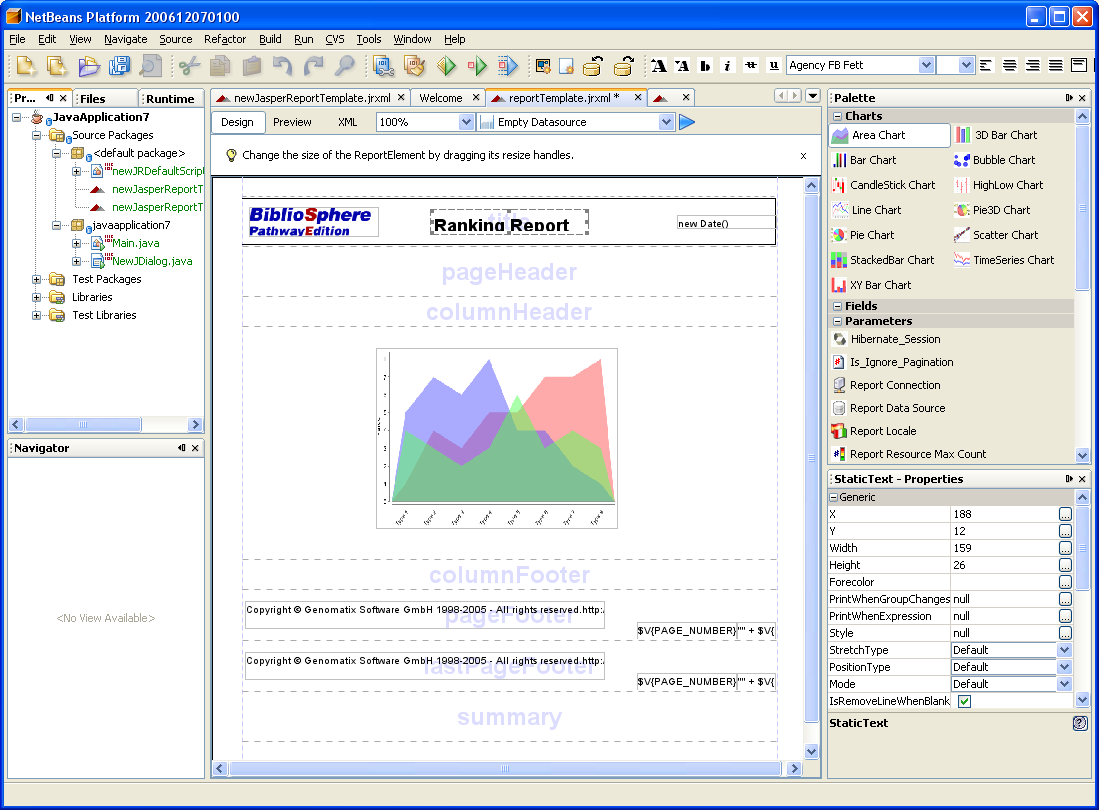 NetBeans Platform 200612070100
File Edit View Navigate Source Refactor Build Run CVS Tools Window Help
Agency FB Fett
Pr... Files Runtime
JavaApplication7
Source Packages
<default package>
newJRDefaultScript
newJasperReportT
newJasperReportT
javaapplication7
Main.java
NewJDialog.java
Test Packages
Libraries
Test Libraries
Navigator
<No View Available>
newJasperReportTemplate.jrxml Welcome reportTemplate.jrxml *
Design Preview XML 100% Empty Datasource
Change the size of the ReportElement by dragging its resize handles. x
title
BiblioSphere
PathwayEdition
Ranking Report
new Date()
pageHeader
columnHeader
columnFooter
pageFooter
Copyright © Genomatix Software GmbH 1998-2005 - All rights reserved.http:
$V{PAGE_NUMBER}"" + $V{
lastPageFooter
Copyright © Genomatix Software GmbH 1998-2005 - All rights reserved.http:
$V{PAGE_NUMBER}"" + $V{
summary
Palette
Charts
Area Chart 3D Bar Chart
Bar Chart Bubble Chart
CandleStick Chart HighLow Chart
Line Chart Pie3D Chart
Pie Chart Scatter Chart
StackedBar Chart TimeSeries Chart
XY Bar Chart
Fields
Parameters
Hibernate_Session
Is_Ignore_Pagination
Report Connection
Report Data Source
Report Locale
Report Resource Max Count
StaticText - Properties
Generic
X 188 ...
Y 12 ...
Width 159 ...
Height 26 ...
Forecolor ...
PrintWhenGroupChanges null ...
PrintWhenExpression null ...
Style null ...
StretchType Default
PositionType Default
Mode Default
IsRemoveLineWhenBlank
StaticText